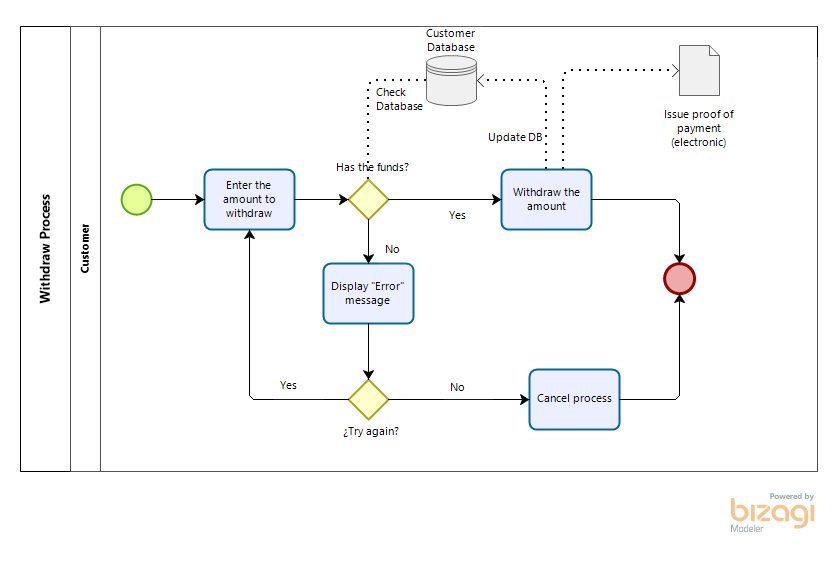 Customer
Database
Check
Database
Issue proof of
payment
(electronic)
Update DB
Has the funds?
Enter the
amount to
withdraw
Withdraw the
amount
Yes
Withdraw Process
Customer
No
Display "Error"
message
Yes
No
Cancel process
¿Try again?
Powered by
bizagi
Modeler